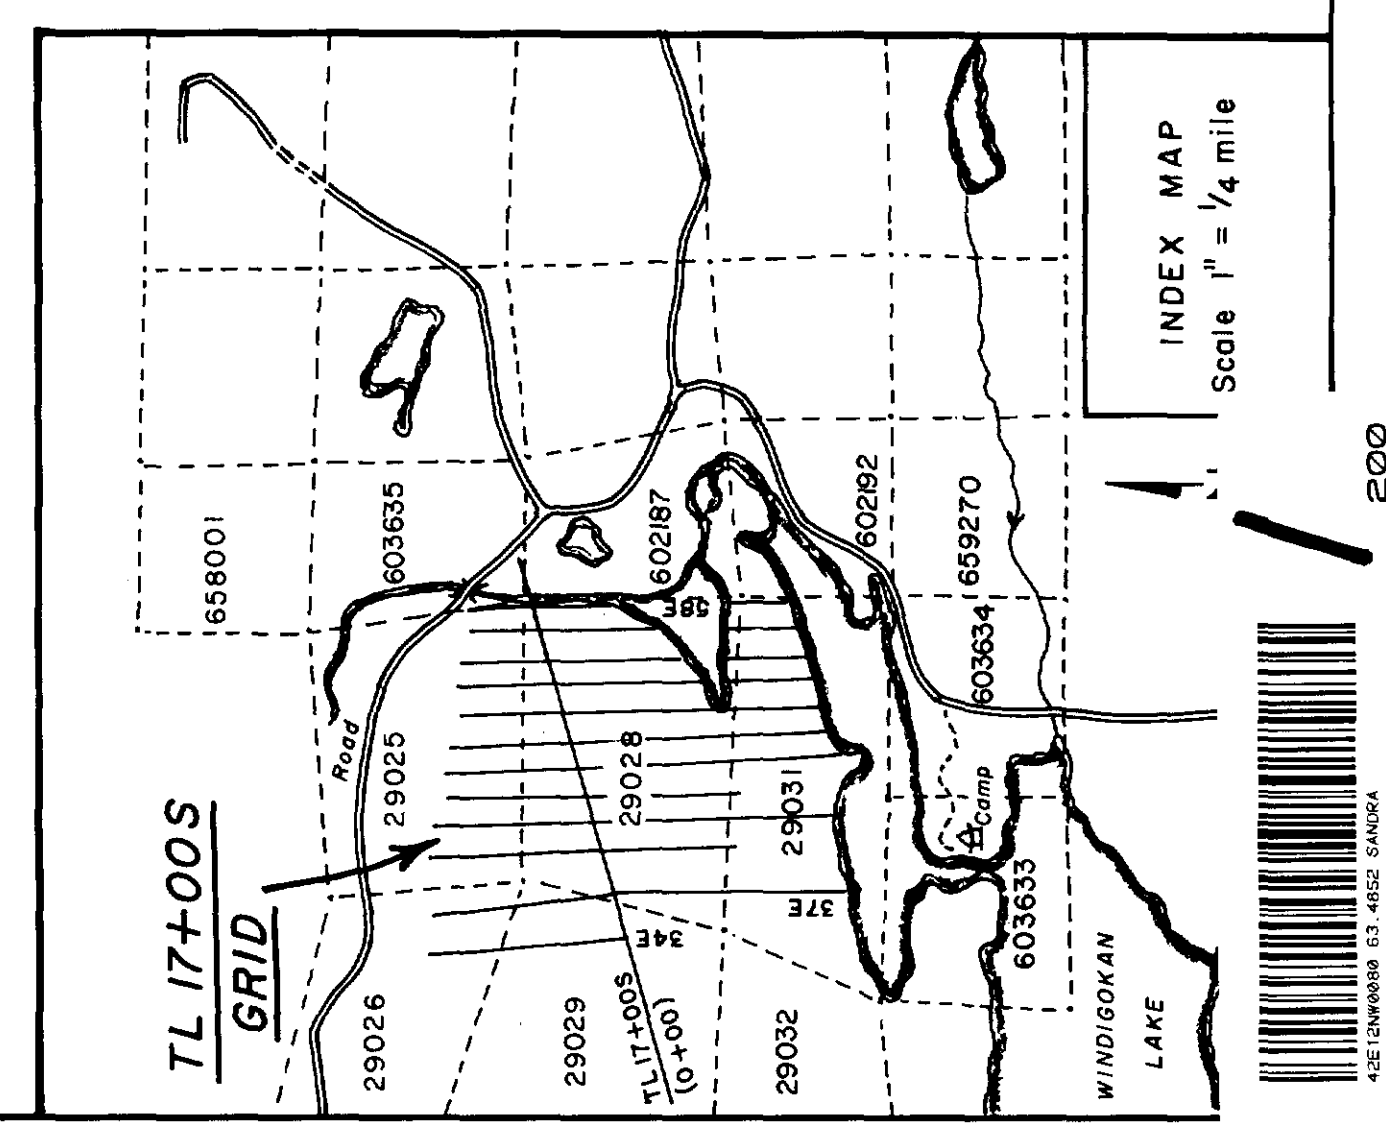 TL 17+00S
GRID
658001
603635
602187
602192
659270
603634
58E
Road
29025
29028
29031
Camp
37E
34E
603633
29026
29029
TL 17+00S
(0+00)
29032
WINDIGOKAN
LAKE
INDEX MAP
Scale 1" = 1/4 mile
200
42E12NW0080 63.4852 SANDRA